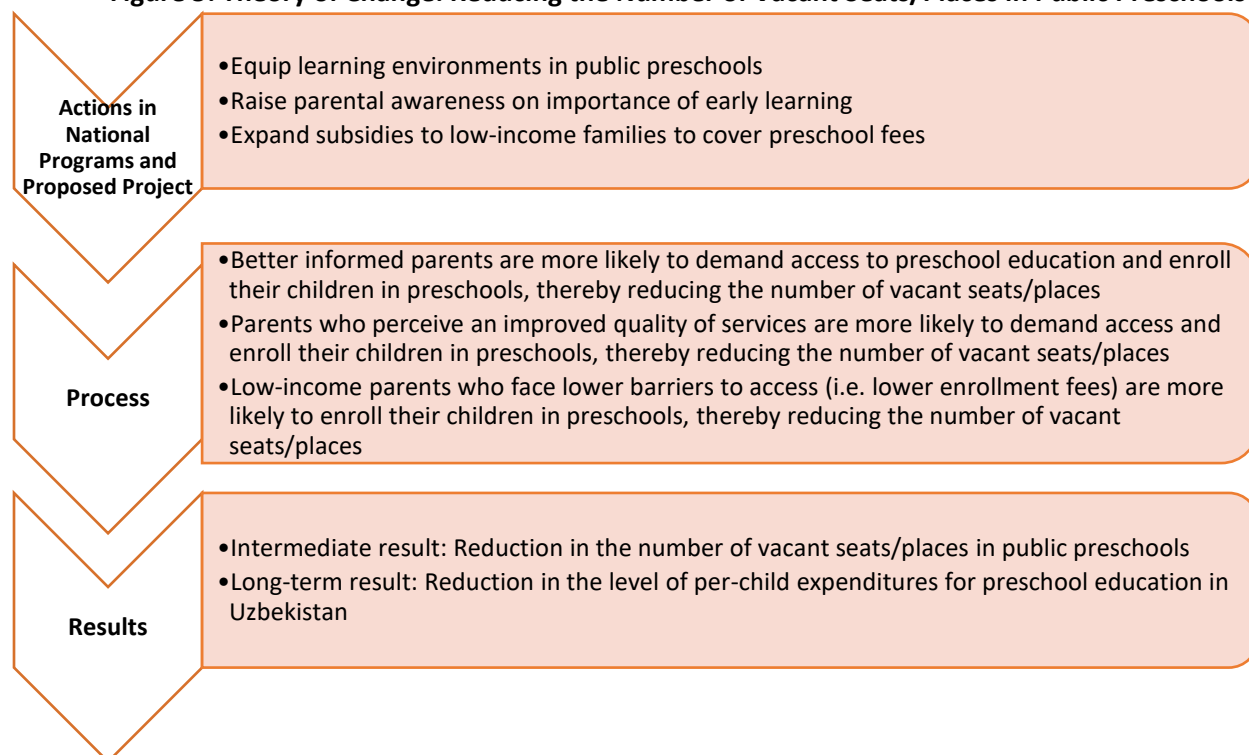 Figure 3. Theory of Change: Reducing the Number of Vacant Seats/Places in Public Preschools
Actions in
National
Programs and
Proposed Project
•Equip learning environments in public preschools
•Raise parental awareness on importance of early learning
•Expand subsidies to low-income families to cover preschool fees
Process
•Better informed parents are more likely to demand access to preschool education and enroll
their children in preschools, thereby reducing the number of vacant seats/places
•Parents who perceive an improved quality of services are more likely to demand access and
enroll their children in preschools, thereby reducing the number of vacant seats/places
•Low-income parents who face lower barriers to access (i.e. lower enrollment fees) are more
likely to enroll their children in preschools, thereby reducing the number of vacant
seats/places
Results
•Intermediate result: Reduction in the number of vacant seats/places in public preschools
•Long-term result: Reduction in the level of per-child expenditures for preschool education in
Uzbekistan